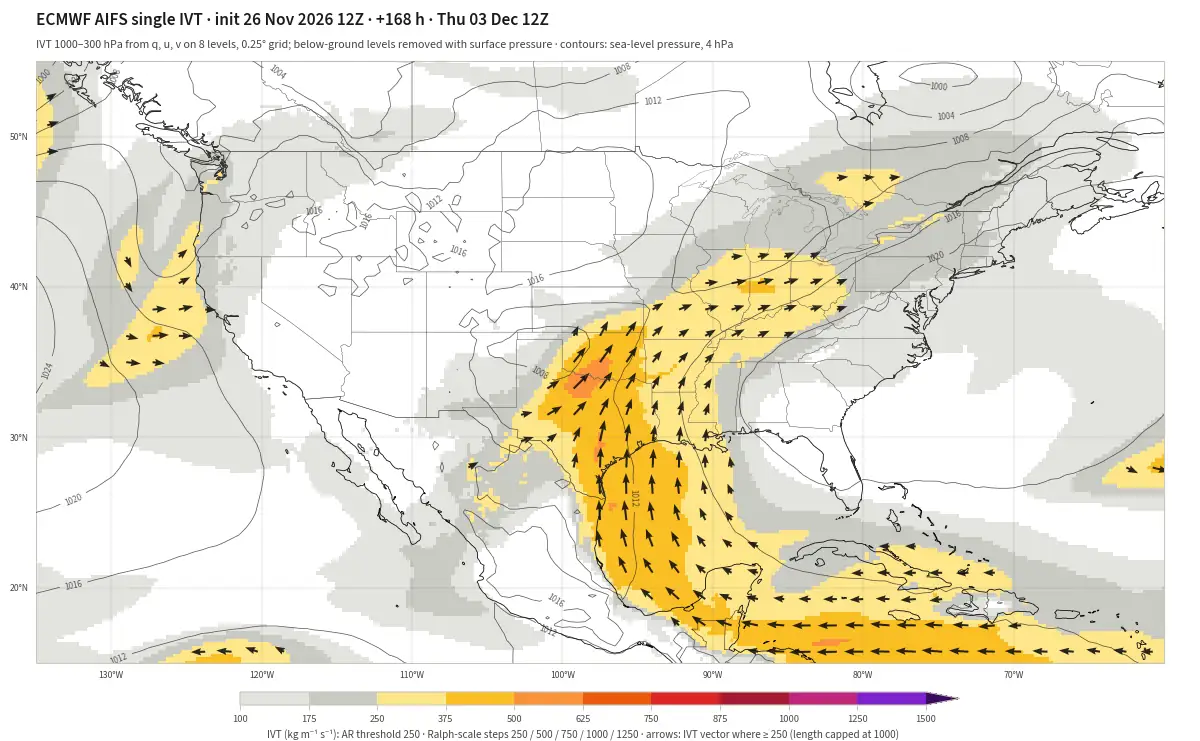 ECMWF AIFS single IVT · init 26 Nov 2026 12Z · +168 h · Thu 03 Dec 12Z
IVT 1000–300 hPa from q, u, v on 8 levels, 0.25° grid; below-ground levels removed with surface pressure · contours: sea-level pressure, 4 hPa
1000
1004
1008
1000
1012
1004
50°N
1008
1016
1016
1012
1016
1016
1020
1016
40°N
1024
1008
30°N
1020
1012
1016
20°N
1016
1012
1012
130°W
120°W
110°W
100°W
90°W
80°W
70°W
100
175
250
375
500
625
750
875
1000
1250
1500
IVT (kg m⁻¹ s⁻¹): AR threshold 250 · Ralph-scale steps 250 / 500 / 750 / 1000 / 1250 · arrows: IVT vector where ≥ 250 (length capped at 1000)